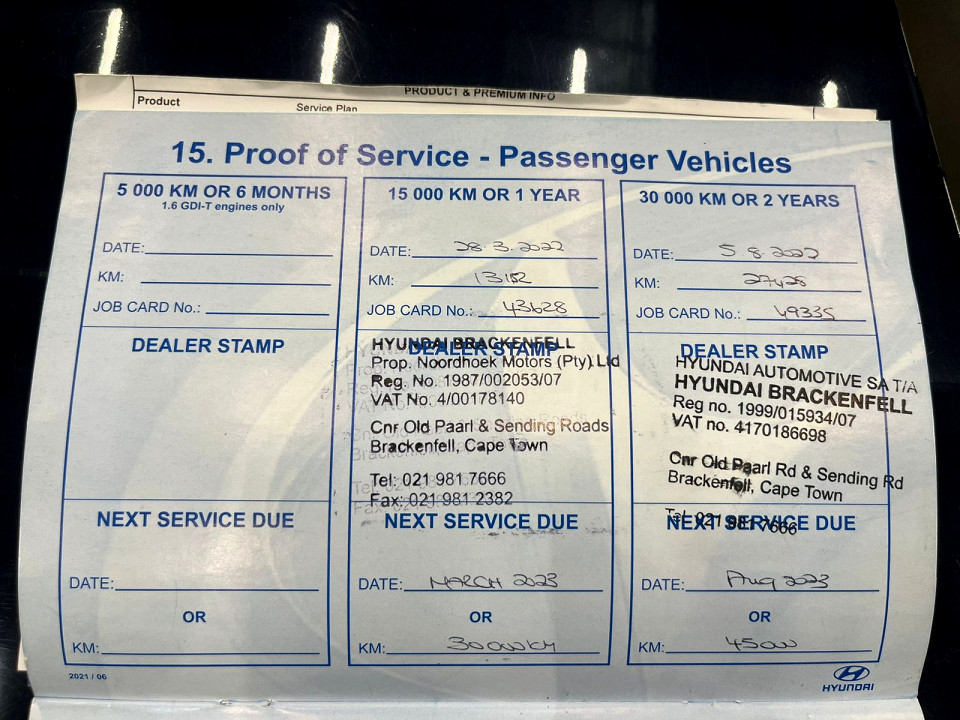 PRODUCT & PREMIUM INFO
Product
Service Plan
15. Proof of Service - Passenger Vehicles
5 000 KM OR 6 MONTHS
1.6 GDI-T engines only
DATE:
KM:
JOB CARD No.:
DEALER STAMP
NEXT SERVICE DUE
DATE:
OR
KM:
2021 / 06
15 000 KM OR 1 YEAR
DATE: 28.3.2022
KM: 13152
JOB CARD No.: 43628
DEALER STAMP
HYUNDAI BRACKENFELL
Prop. Noordhoek Motors (Pty) Ltd
Reg. No. 1987/002053/07
VAT No. 4/00178140
Cnr Old Paarl & Sending Roads
Brackenfell, Cape Town
Tel: 021 981 7666
Fax: 021 981 2382
NEXT SERVICE DUE
DATE: MARCH 2023
OR
KM: 30000KM
30 000 KM OR 2 YEARS
DATE: 5 8 2022
KM: 27428
JOB CARD No.: 49335
DEALER STAMP
HYUNDAI AUTOMOTIVE SA T/A
HYUNDAI BRACKENFELL
Reg no. 1999/015934/07
VAT no. 4170186698
Cnr Old Paarl Rd & Sending Rd
Brackenfell, Cape Town
Tel: 021 981 7666
NEXT SERVICE DUE
DATE: Aug 2023
OR
KM: 45000
HYUNDAI